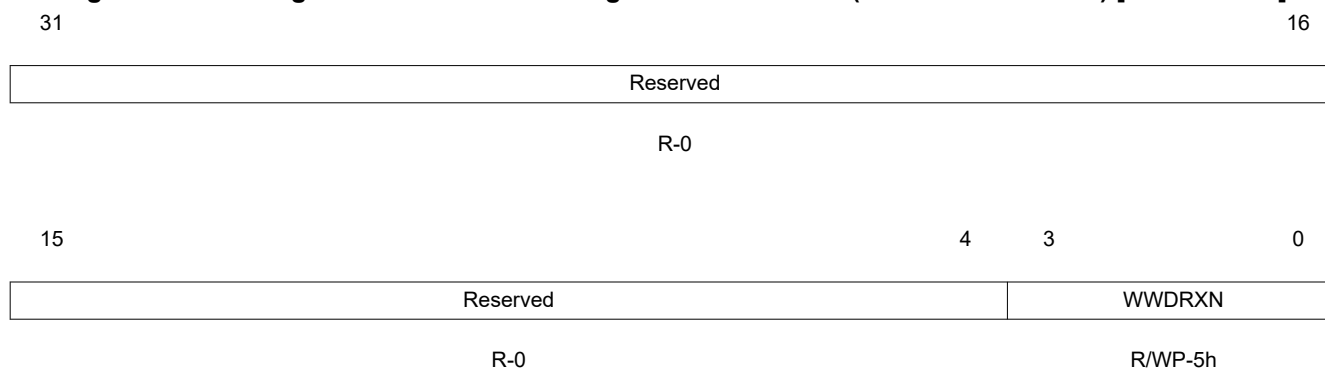 31 16
Reserved
R-0
15 4 3 0
Reserved WWDRXN
R-0 R/WP-5h